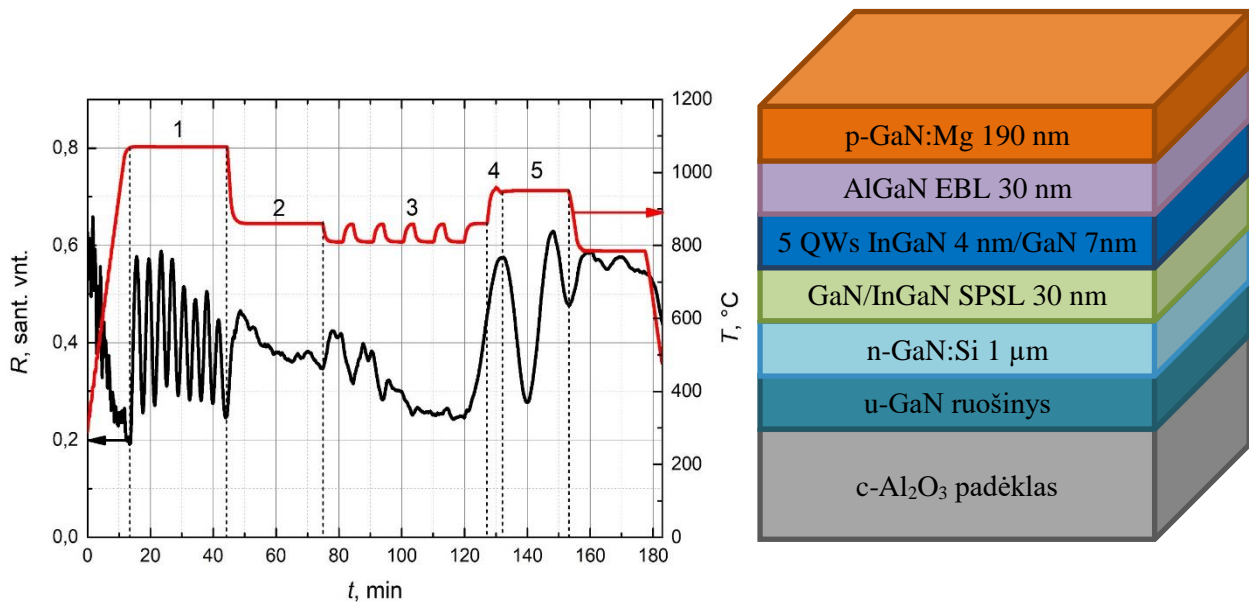 1200
1000
800
600
400
200
0
T, °C
0,8
0,6
0,4
0,2
0,0
R, sant. vnt.
1
2
3
4
5
0
20
40
60
80
100
120
140
160
180
t, min
p-GaN:Mg 190 nm
AlGaN EBL 30 nm
5 QWs InGaN 4 nm/GaN 7nm
GaN/InGaN SPSL 30 nm
n-GaN:Si 1 µm
u-GaN ruošinys
c-Al₂O₃ padėklas